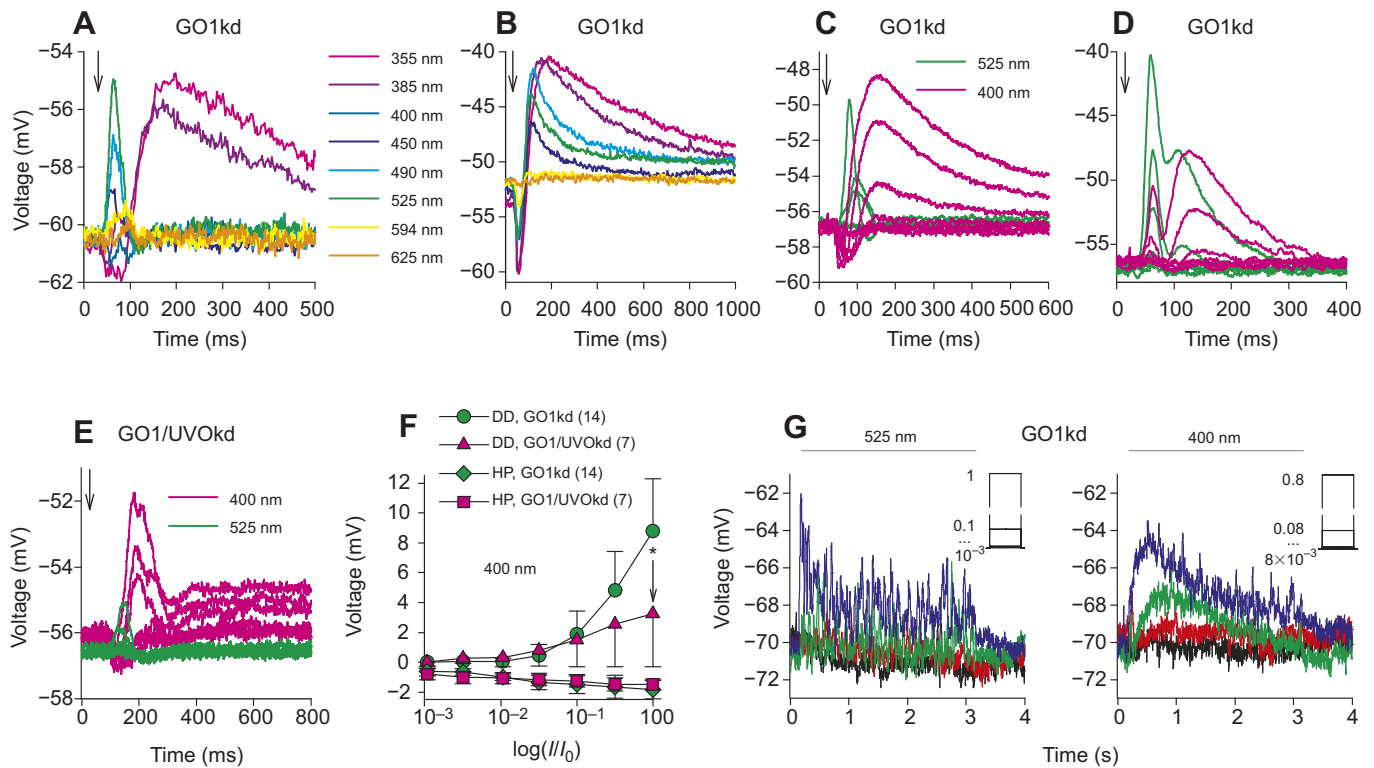 A
GO1kd
Voltage (mV)
−54
−56
−58
−60
−62
0
100
200
300
400
500
Time (ms)
355 nm
385 nm
400 nm
450 nm
490 nm
525 nm
594 nm
625 nm
B
GO1kd
−40
−45
−50
−55
−60
0
200
400
600
800
1000
Time (ms)
C
GO1kd
525 nm
400 nm
−48
−50
−53
−56
−57
−60
0
100
200
300
400
500
600
Time (ms)
D
−40
−45
−50
−55
0
100
200
300
400
Time (ms)
E
GO1/UVOkd
400 nm
525 nm
Voltage (mV)
−52
−54
−56
−58
0
200
400
600
800
Time (ms)
F
DD, GO1kd (14)
DD, GO1/UVOkd (7)
HP, GO1kd (14)
HP, GO1/UVOkd (7)
Voltage (mV)
12
10
8
6
4
2
0
−2
400 nm
*
10⁻³
10⁻²
10⁻¹
100
log(I/I₀)
G
GO1kd
525 nm
Voltage (mV)
−62
−64
−66
−68
−70
−72
1
0.1
...
10⁻³
0
1
2
3
4
400 nm
−62
−64
−66
−68
−70
−72
0.8
0.08
...
8×10⁻³
0
1
2
3
4
Time (s)